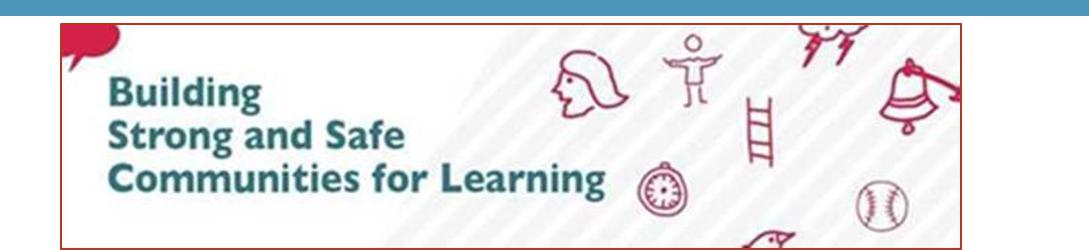 Building
Strong and Safe
Communities for Learning